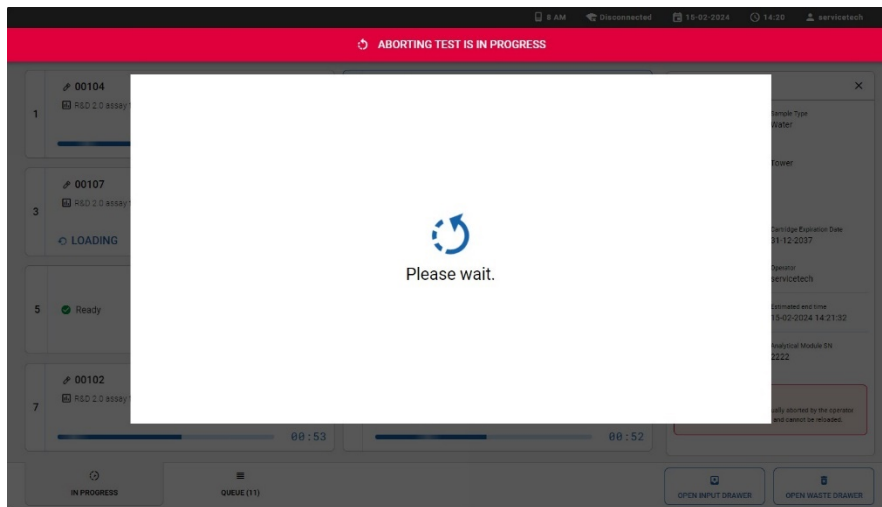 8 AM Disconnected 15-02-2024 14:20 servicetech
ABORTING TEST IS IN PROGRESS
00104
1
R&D 2.0 assay
Sample Type
Water
Tower
00107
3
R&D 2.0 assay
LOADING
Cartridge Expiration Date
31-12-2037
Please wait.
Operator
servicetech
5 Ready
Estimated end time
15-02-2024 14:21:32
Analytical Module SN
2222
00102
7
R&D 2.0 assay
ually aborted by the operator
and cannot be reloaded.
00:53 00:52
IN PROGRESS QUEUE (11) OPEN INPUT DRAWER OPEN WASTE DRAWER